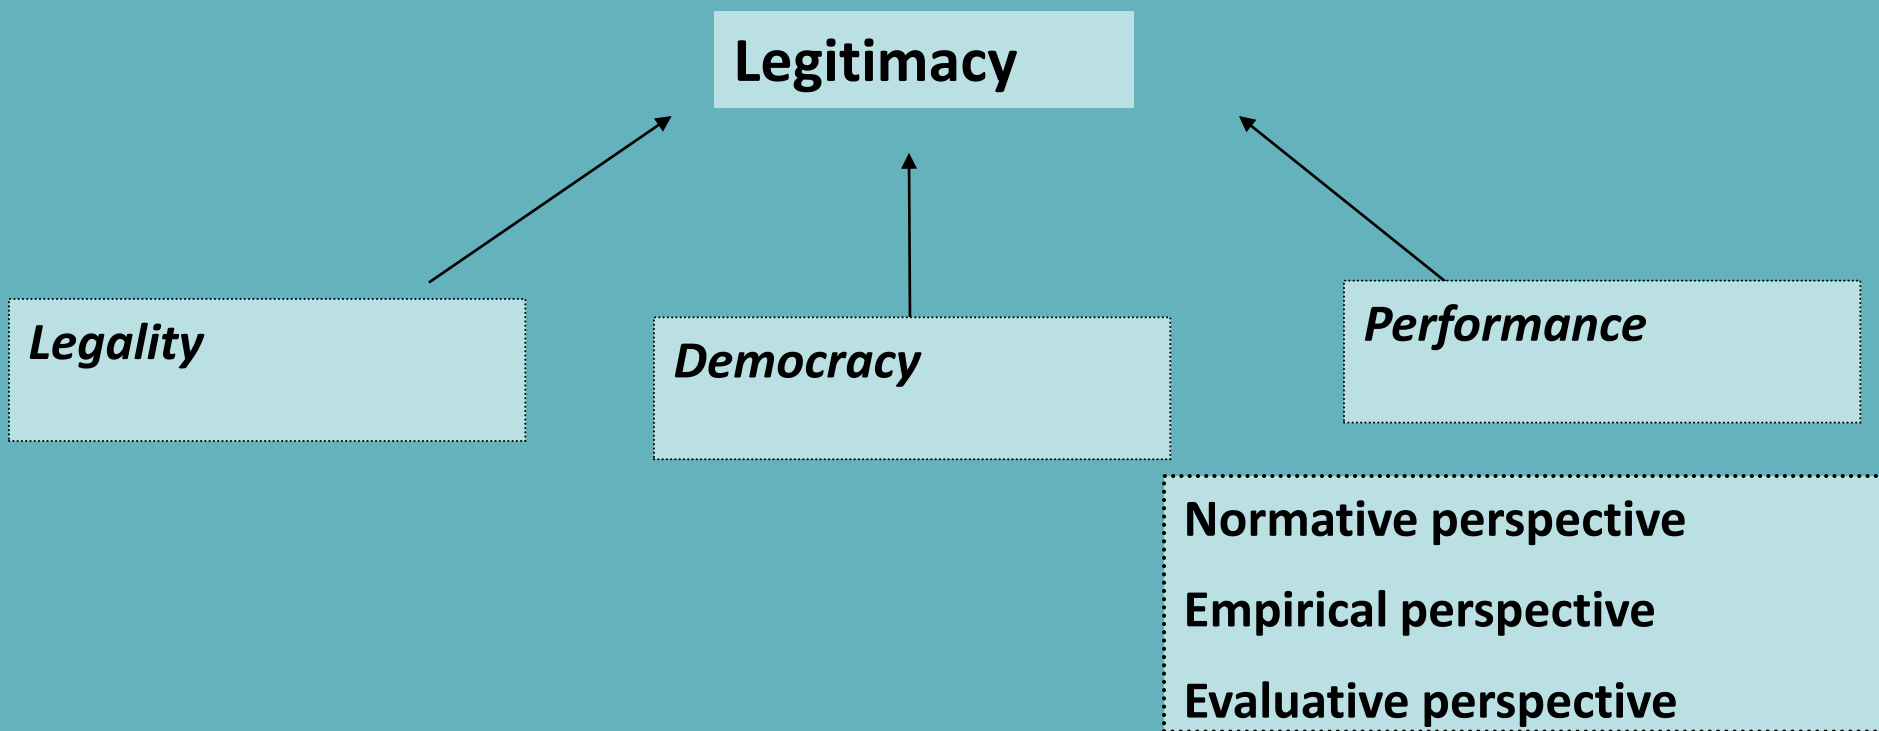 Legitimacy
Legality
Democracy
Performance
Normative perspective
Empirical perspective
Evaluative perspective